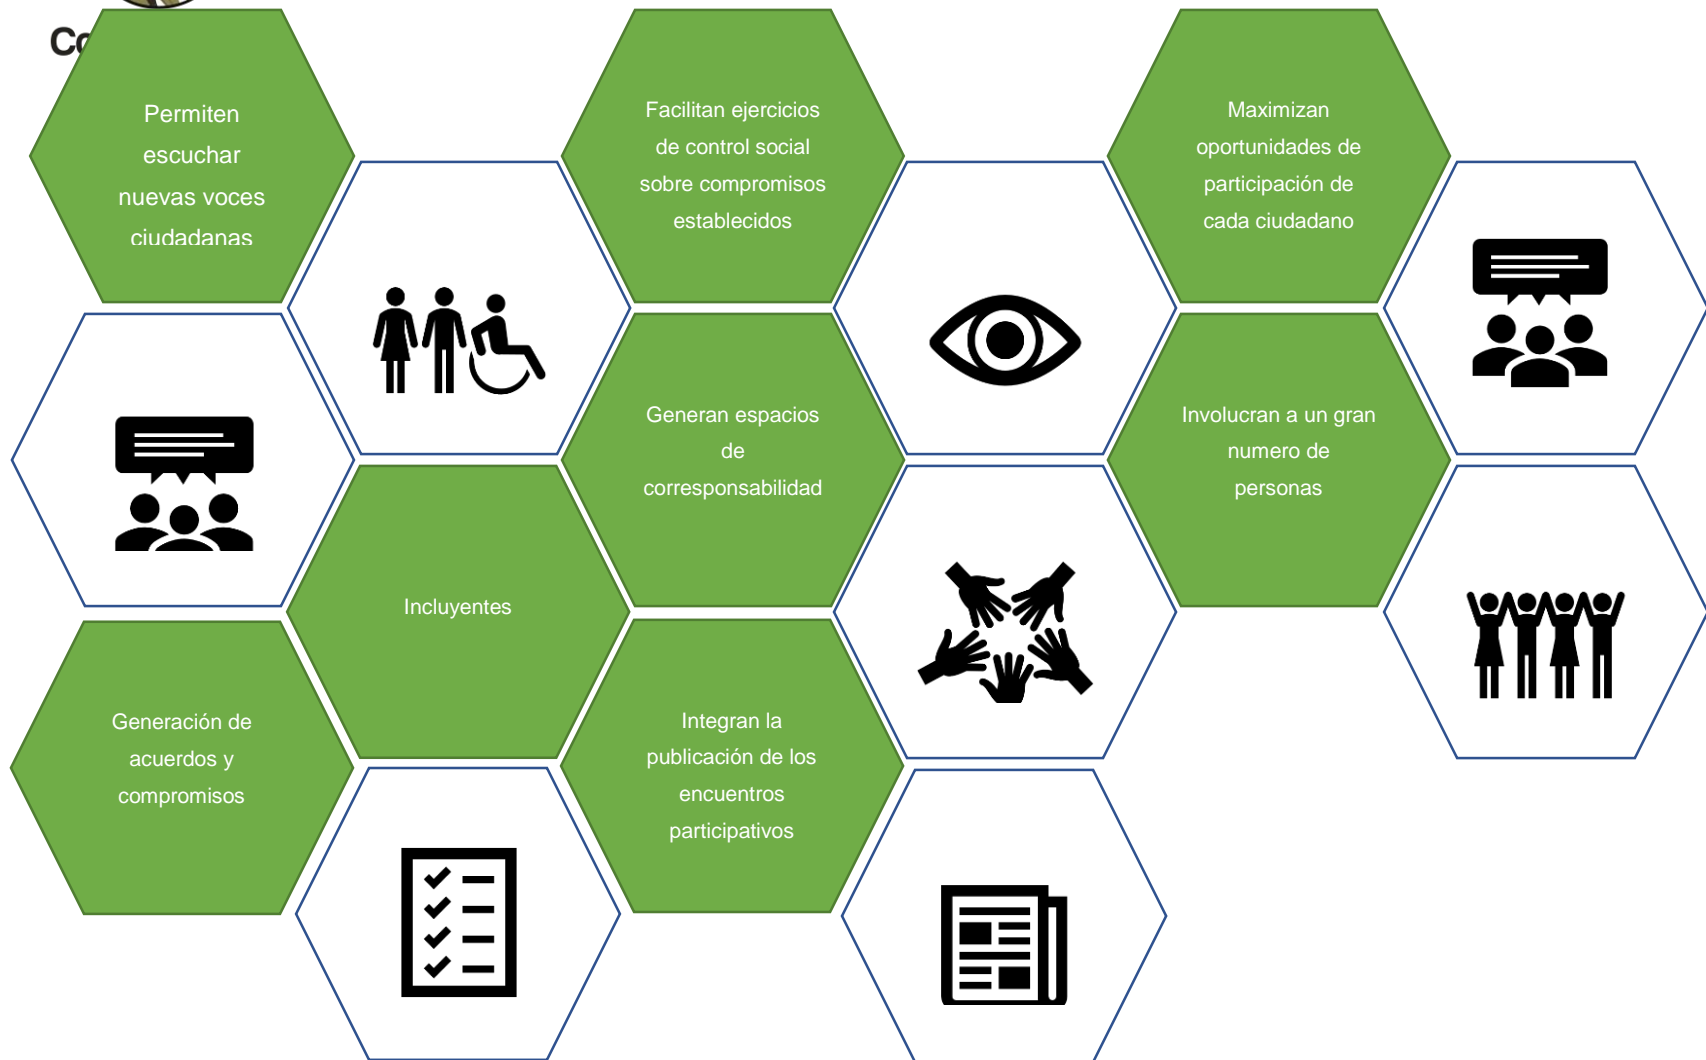 Co
Permiten
escuchar
nuevas voces
ciudadanas
Facilitan ejercicios
de control social
sobre compromisos
establecidos
Maximizan
oportunidades de
participación de
cada ciudadano
Generan espacios
de
corresponsabilidad
Involucran a un gran
numero de
personas
Incluyentes
Generación de
acuerdos y
compromisos
Integran la
publicación de los
encuentros
participativos